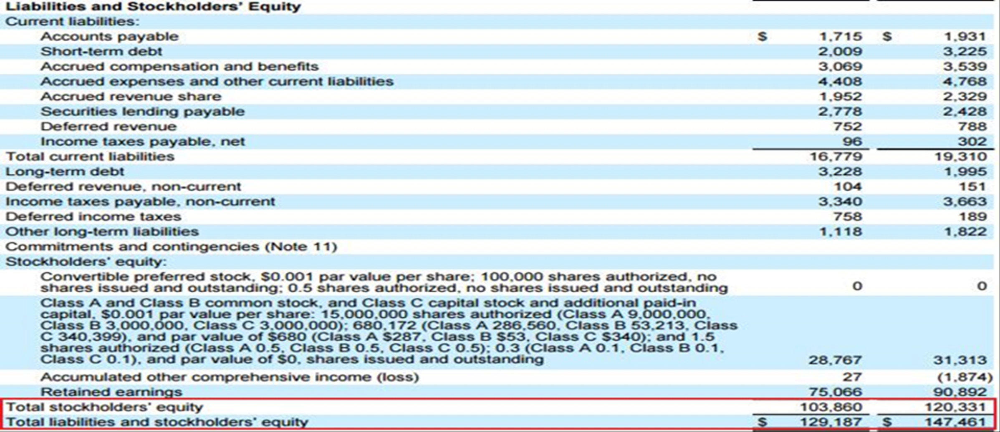 Liabilities and Stockholders' Equity
Current liabilities:
Accounts payable $ 1,715 $ 1,931
Short-term debt 2,009 3,225
Accrued compensation and benefits 3,069 3,539
Accrued expenses and other current liabilities 4,408 4,768
Accrued revenue share 1,952 2,329
Securities lending payable 2,778 2,428
Deferred revenue 752 788
Income taxes payable, net 96 302
Total current liabilities 16,779 19,310
Long-term debt 3,228 1,995
Deferred revenue, non-current 104 151
Income taxes payable, non-current 3,340 3,663
Deferred income taxes 758 189
Other long-term liabilities 1,118 1,822
Commitments and contingencies (Note 11)
Stockholders' equity:
Convertible preferred stock, $0.001 par value per share; 100,000 shares authorized, no
shares issued and outstanding; 0.5 shares authorized, no shares issued and outstanding 0 0
Class A and Class B common stock, and Class C capital stock and additional paid-in
capital, $0.001 par value per share: 15,000,000 shares authorized (Class A 9,000,000,
Class B 3,000,000, Class C 3,000,000); 680,172 (Class A 286,560, Class B 53,213, Class
C 340,399), and par value of $680 (Class A $287, Class B $53, Class C $340); and 1.5
shares authorized (Class A 0.5, Class B 0.5, Class C 0.5); 0.3 (Class A 0.1, Class B 0.1,
Class C 0.1), and par value of $0, shares issued and outstanding 28,767 31,313
Accumulated other comprehensive income (loss) 27 (1,874)
Retained earnings 75,066 90,892
Total stockholders' equity 103,860 120,331
Total liabilities and stockholders' equity $ 129,187 $ 147,461